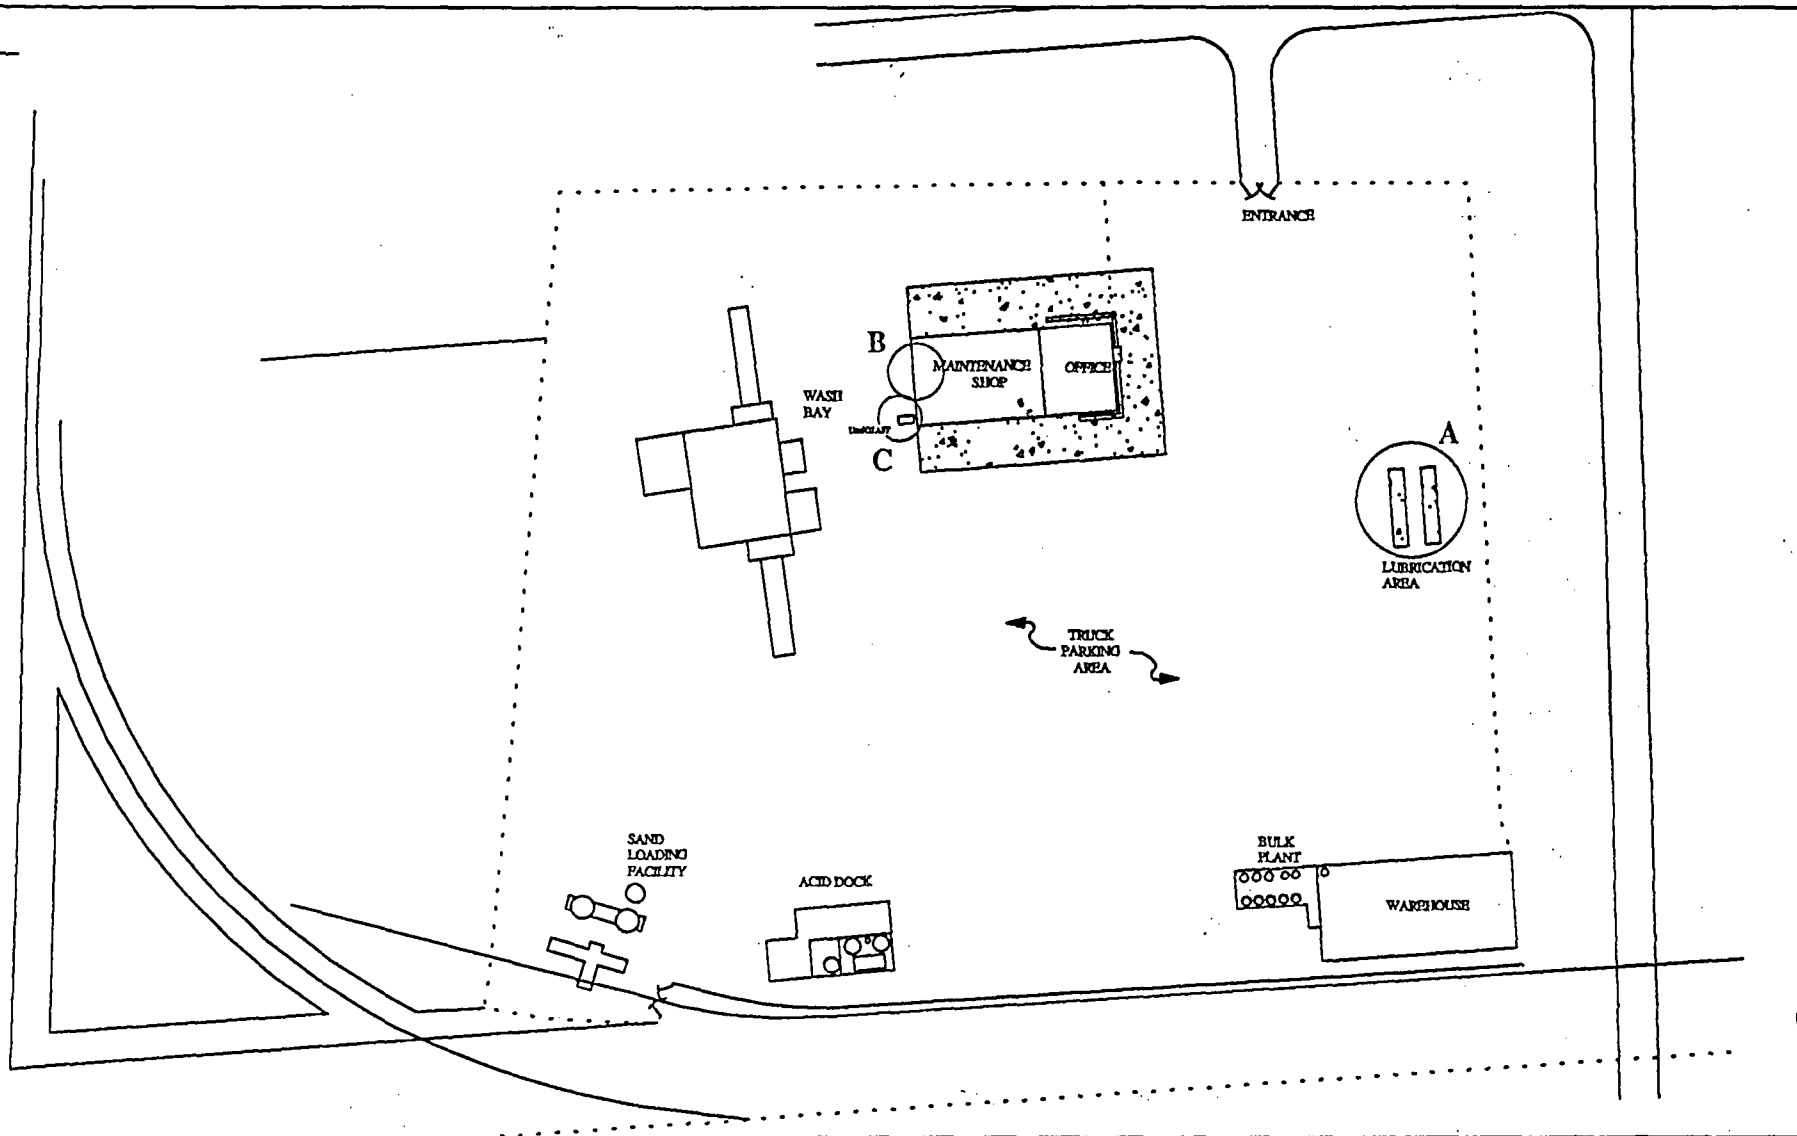 ENTRANCE
B
MAINTENANCE
SHOP
OFFICE
WASH
BAY
C
A
LUBRICATION
AREA
TRUCK
PARKING
AREA
SAND
LOADING
FACILITY
ACID DOCK
BULK
PLANT
WAREHOUSE